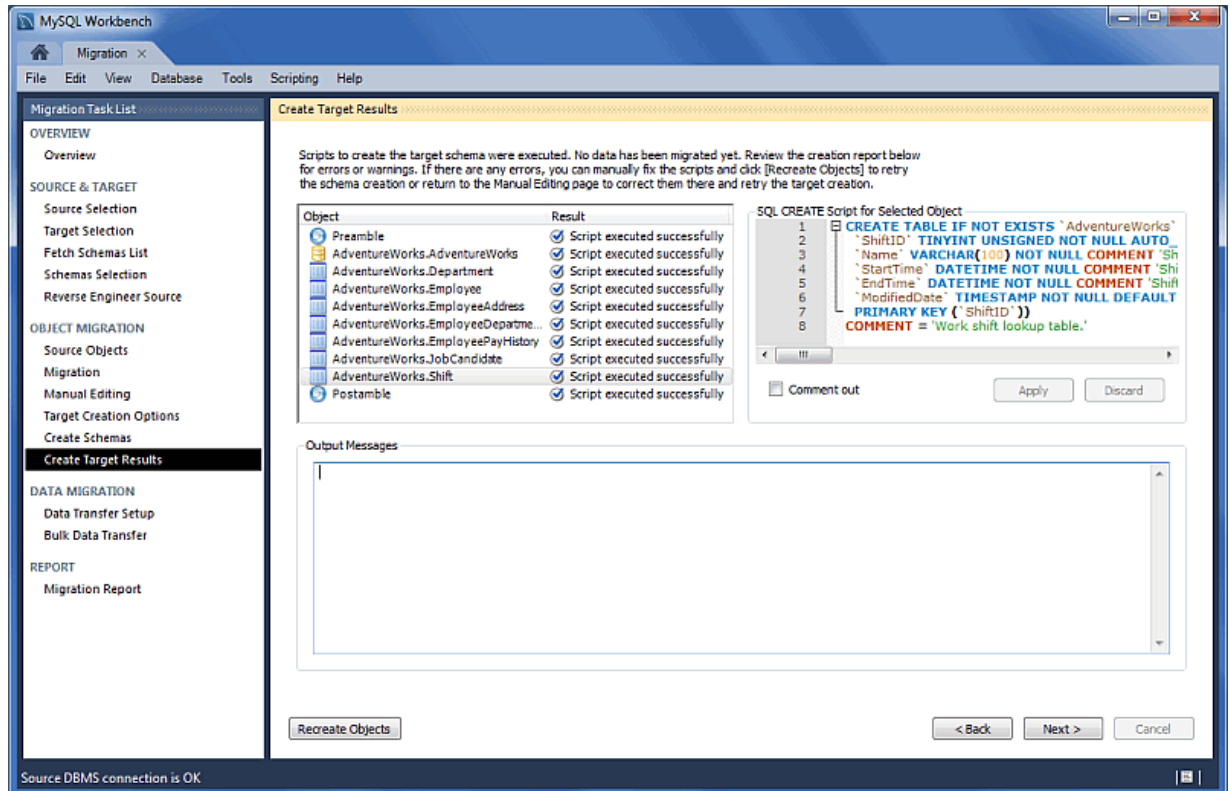 MySQL Workbench
Migration
File Edit View Database Tools Scripting Help
Migration Task List
OVERVIEW
Overview
SOURCE & TARGET
Source Selection
Target Selection
Fetch Schemas List
Schemas Selection
Reverse Engineer Source
OBJECT MIGRATION
Source Objects
Migration
Manual Editing
Target Creation Options
Create Schemas
Create Target Results
DATA MIGRATION
Data Transfer Setup
Bulk Data Transfer
REPORT
Migration Report
Create Target Results
Scripts to create the target schema were executed. No data has been migrated yet. Review the creation report below
for errors or warnings. If there are any errors, you can manually fix the scripts and click [Recreate Objects] to retry
the schema creation or return to the Manual Editing page to correct them there and retry the target creation.
Object Result
Preamble Script executed successfully
AdventureWorks.AdventureWorks Script executed successfully
AdventureWorks.Department Script executed successfully
AdventureWorks.Employee Script executed successfully
AdventureWorks.EmployeeAddress Script executed successfully
AdventureWorks.EmployeeDepartme... Script executed successfully
AdventureWorks.EmployeePayHistory Script executed successfully
AdventureWorks.JobCandidate Script executed successfully
AdventureWorks.Shift Script executed successfully
Postamble Script executed successfully
SQL CREATE Script for Selected Object
1 CREATE TABLE IF NOT EXISTS `AdventureWorks`
2 `ShiftID` TINYINT UNSIGNED NOT NULL AUTO_
3 `Name` VARCHAR(100) NOT NULL COMMENT 'Sh
4 `StartTime` DATETIME NOT NULL COMMENT 'Shi
5 `EndTime` DATETIME NOT NULL COMMENT 'Shift
6 `ModifiedDate` TIMESTAMP NOT NULL DEFAULT
7 PRIMARY KEY (`ShiftID`))
8 COMMENT = 'Work shift lookup table.'
Comment out Apply Discard
Output Messages
Recreate Objects < Back Next > Cancel
Source DBMS connection is OK